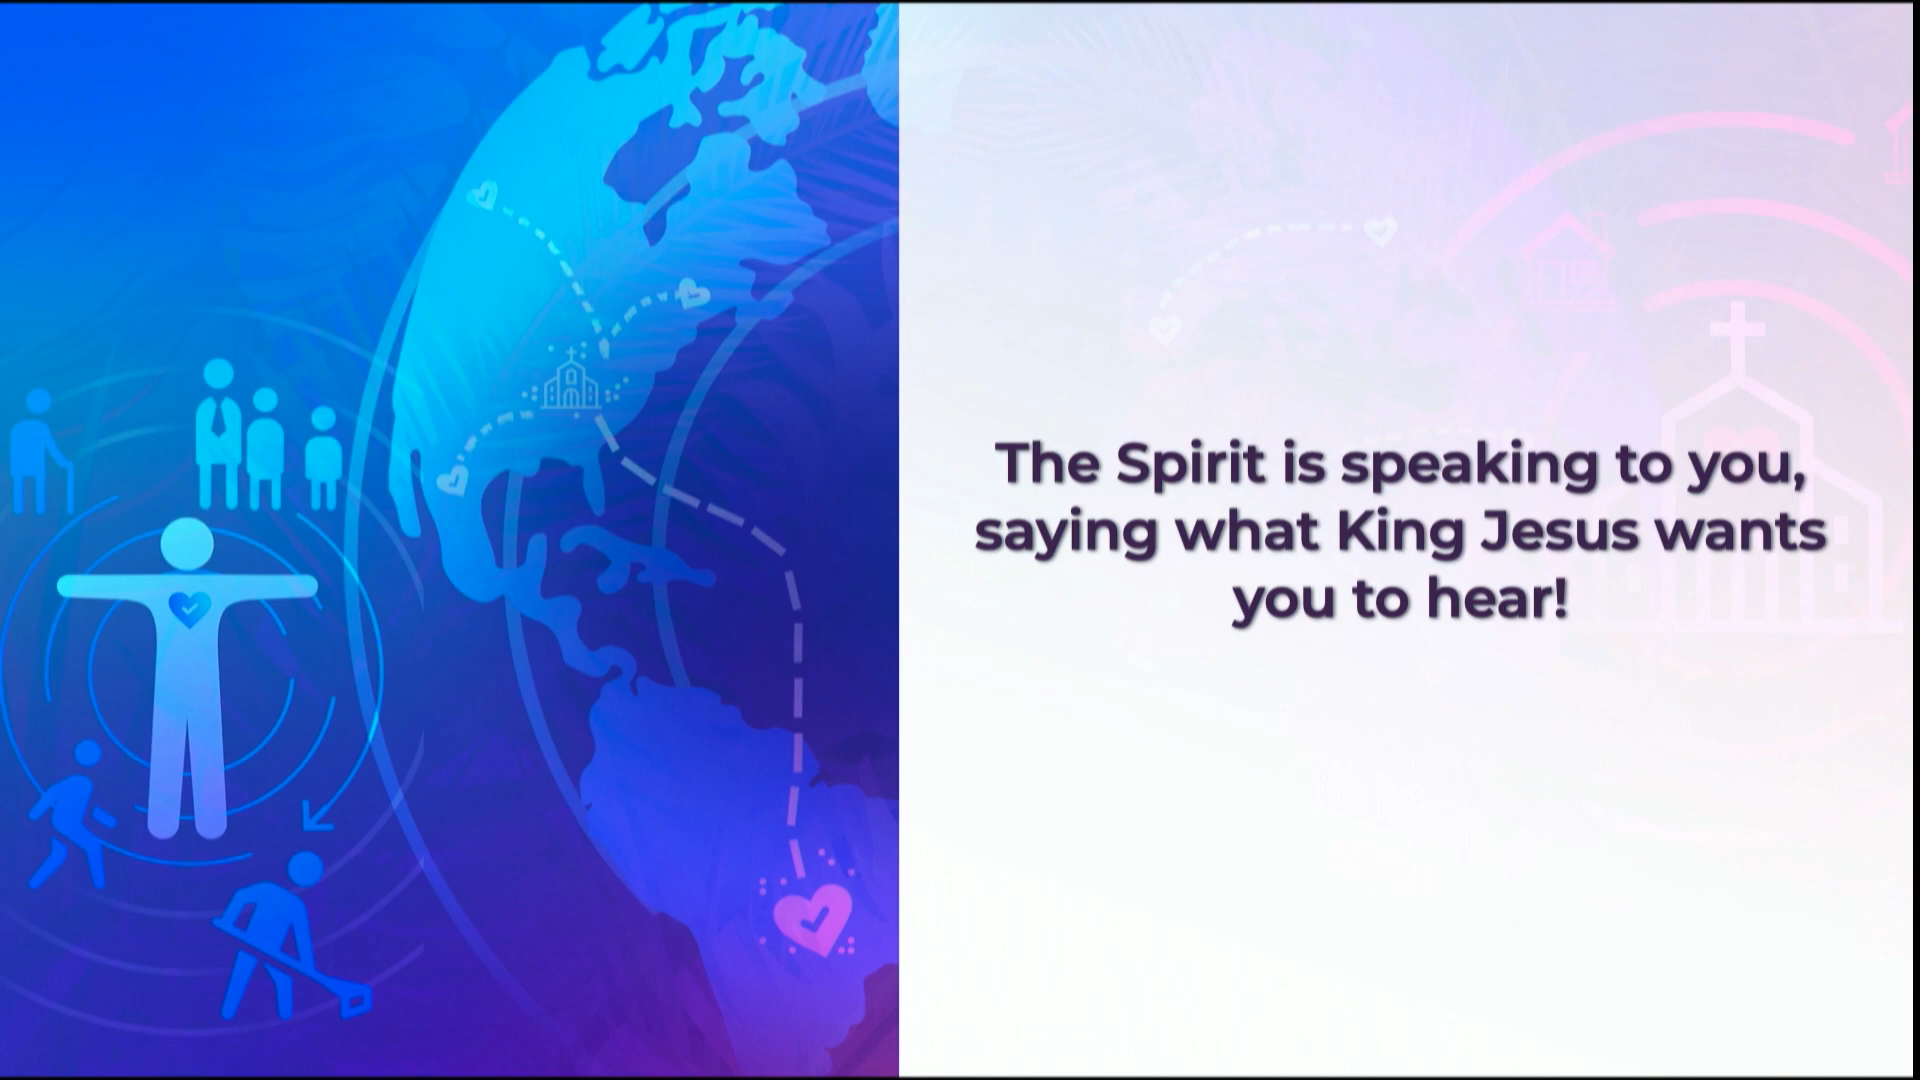 The Spirit is speaking to you,
saying what King Jesus wants
you to hear!